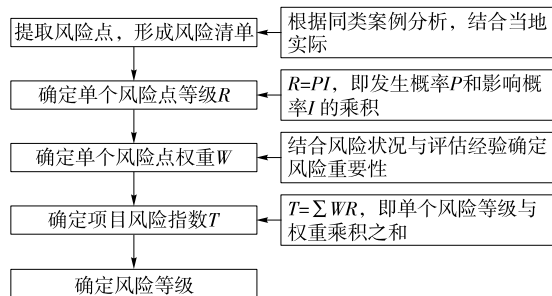 提取风险点，形成风险清单
根据同类案例分析，结合当地
实际
确定单个风险点等级R
R=PI，即发生概率P和影响概
率I 的乘积
确定单个风险点权重W
结合风险状况与评估经验确定
风险重要性
确定项目风险指数T
T=∑WR，即单个风险等级与
权重乘积之和
确定风险等级